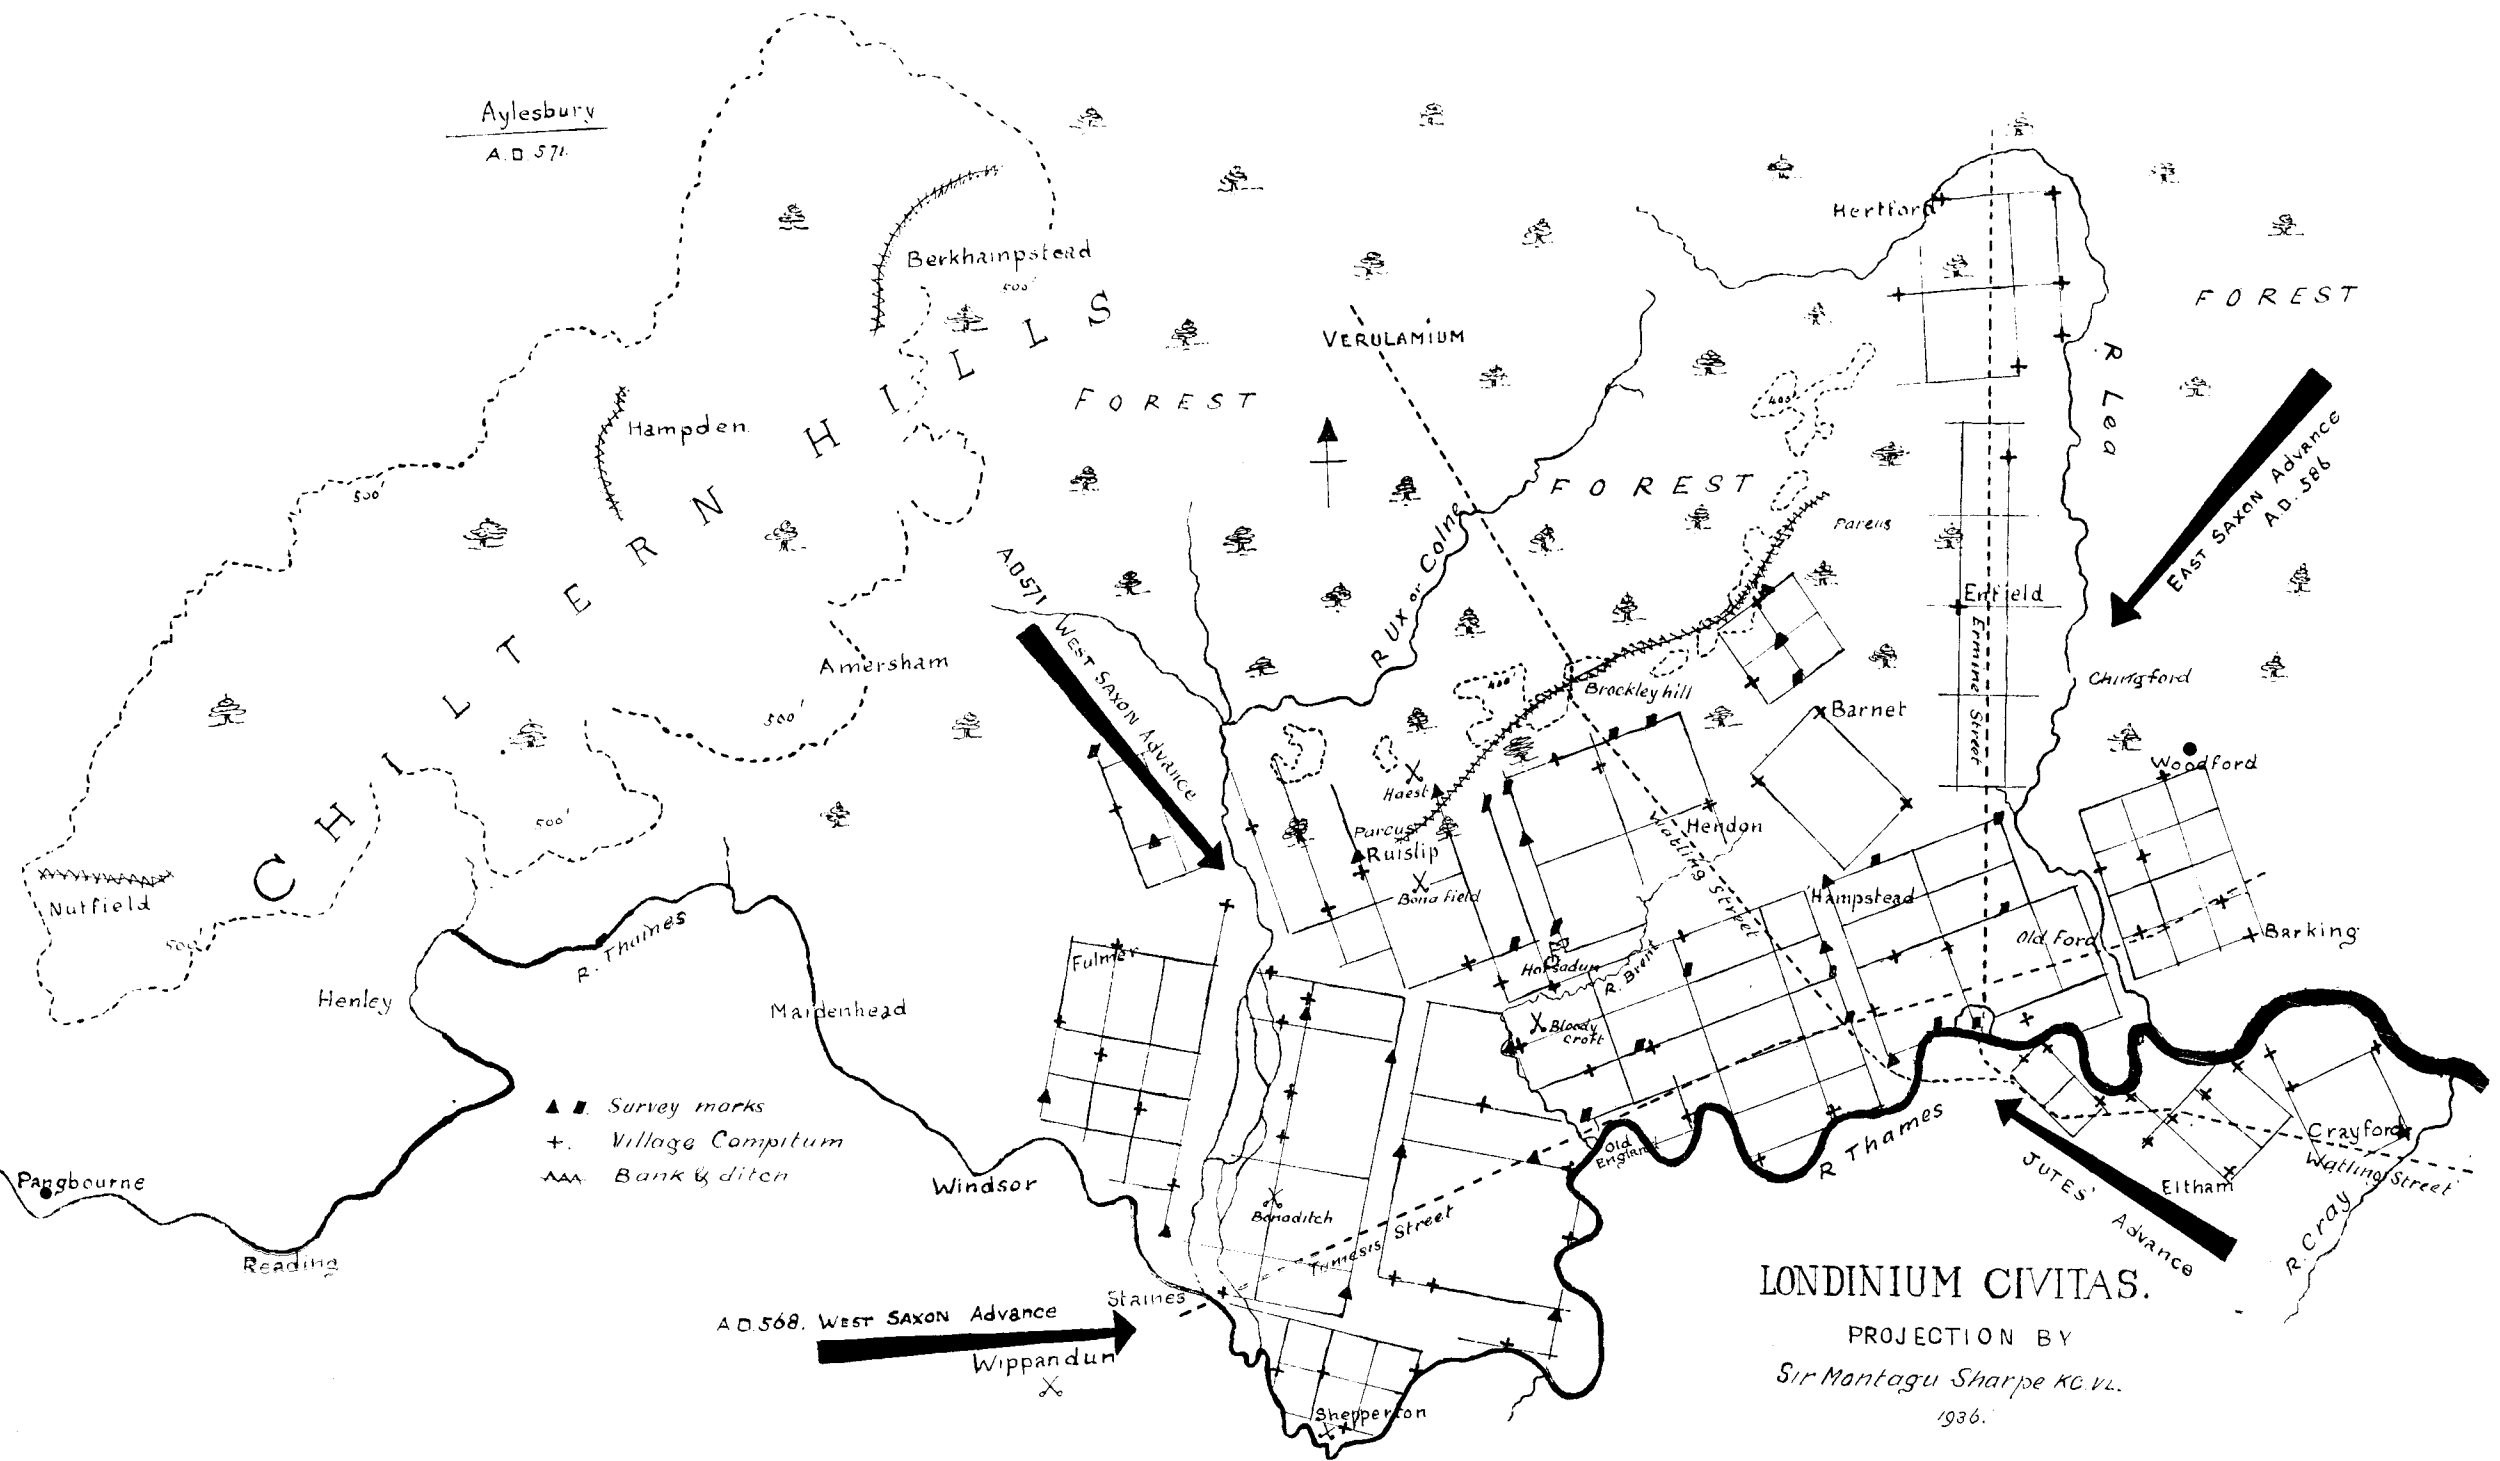 Aylesbury
A.D. 571.
Berkhampstead
500'
Hertford
FOREST
VERULAMIUM
R. Lea
FOREST
Hampden
CHILTERN HILLS
400'
500'
FOREST
EAST SAXON Advance
A.D. 586
Parcus
R Ux or Colne
A.D 571
WEST SAXON Advance
Enfield
Ermine Street
Amersham
Chingford
Brockley hill
400'
500'
Barnet
Woodford
Haest
500'
Parcus
Ruislip
Hendon
Watling Street
Nutfield
Bona field
Hampstead
500'
R. Thames
Fulmer
Horsadun
R. Brent
Old Ford
Barking
Henley
Maidenhead
Bloody
Croft
Survey marks
Village Compitum
Bank & ditch
Old
England
R Thames
Crayford
Watling Street
Pangbourne
Windsor
JUTES' Advance
Eltham
Bonaditch
R. Cray
Reading
Tamesis Street
Staines
A.D. 568. WEST SAXON Advance
Wippandun
LONDINIUM CIVITAS.
PROJECTION BY
Sir Montagu Sharpe KC. VL.
1936.
Shepperton